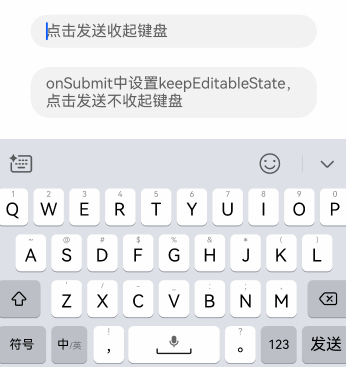 点击发送收起键盘
onSubmit中设置keepEditableState，
点击发送不收起键盘
1 2 3 4 5 6 7 8 9 0
Q W E R T Y U I O P
~ @ # $ % & * ( )
A S D F G H J K L
' / - _ : ; ,
Z X C V B N M
! ?
符号 中/英 ， 。 123 发送